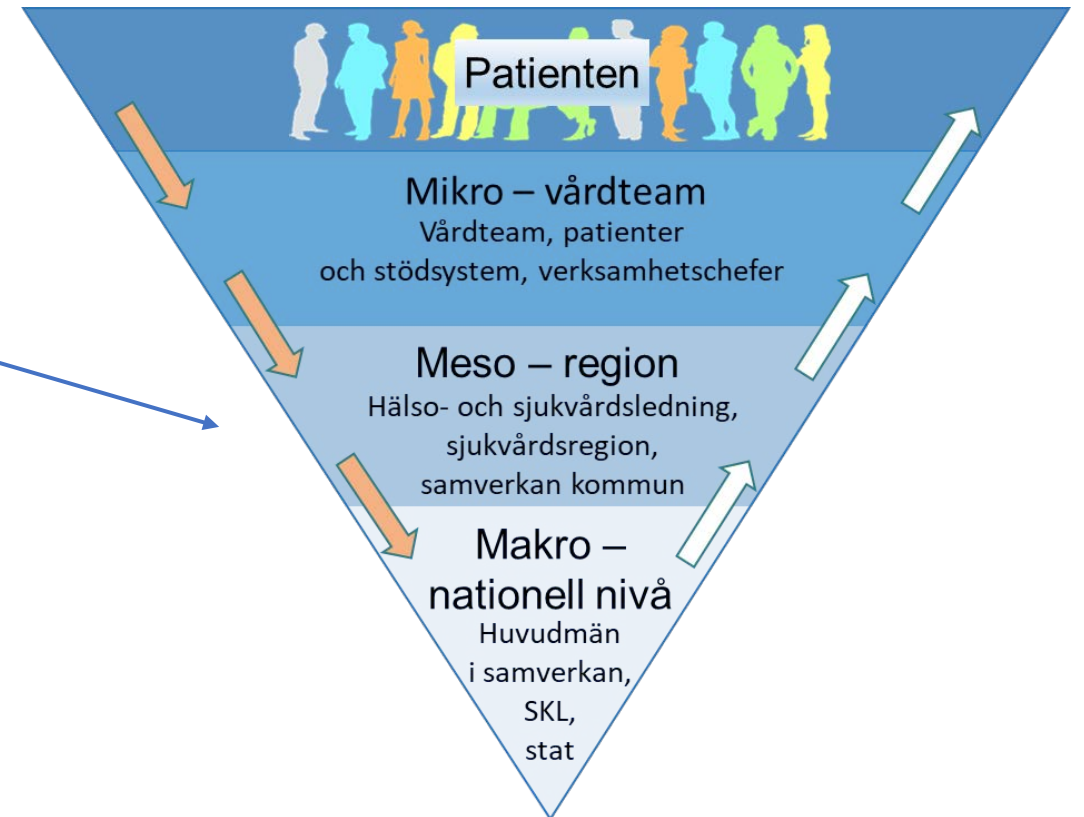 Patienten
Mikro – vårdteam
Vårdteam, patienter
och stödsystem, verksamhetschefer
Meso – region
Hälso- och sjukvårdsledning,
sjukvårdsregion,
samverkan kommun
Makro –
nationell nivå
Huvudmän
i samverkan,
SKL,
stat